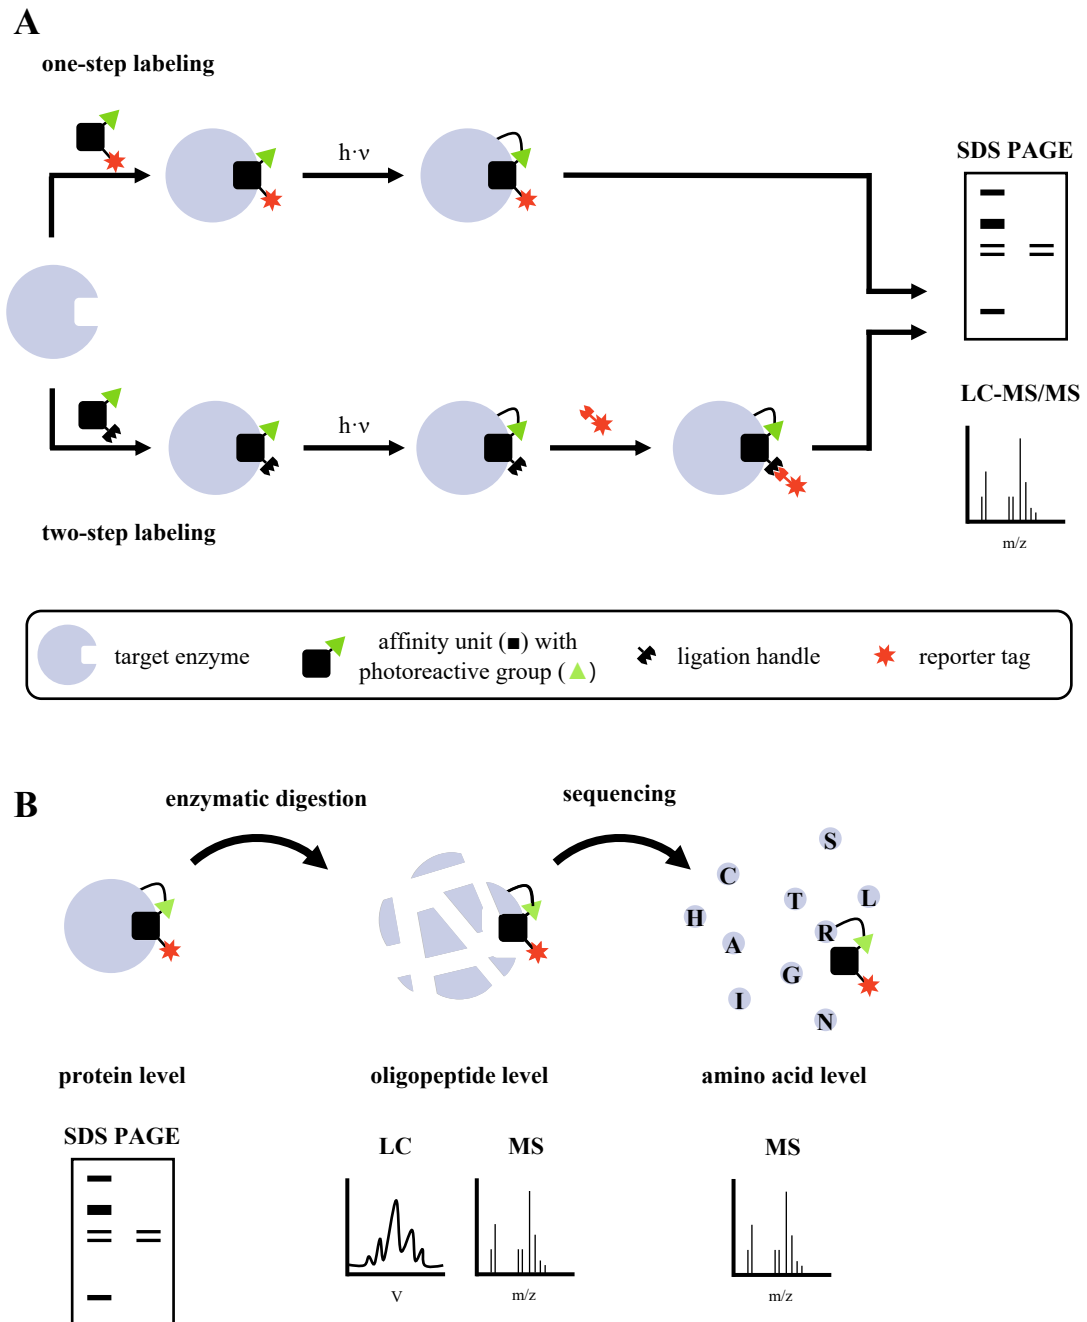 A
one-step labeling
h·ν
SDS PAGE
h·ν
LC-MS/MS
m/z
two-step labeling
target enzyme
affinity unit (■) with
photoreactive group (▲)
ligation handle
reporter tag
B
enzymatic digestion
sequencing
S
C
T
L
H
R
A
G
I
N
protein level
oligopeptide level
amino acid level
SDS PAGE
LC
MS
MS
V
m/z
m/z